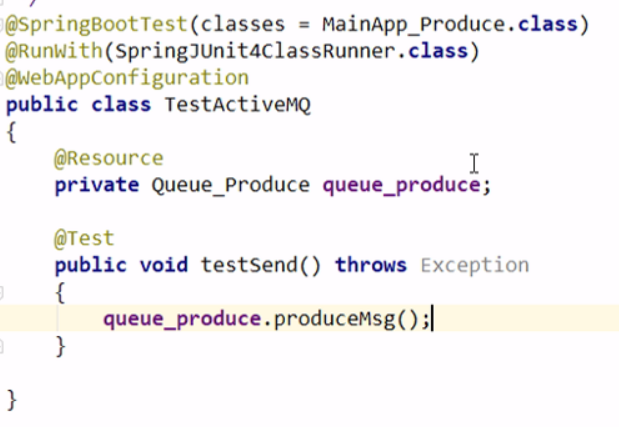 @SpringBootTest(classes = MainApp_Produce.class)
@RunWith(SpringJUnit4ClassRunner.class)
@WebAppConfiguration
public class TestActiveMQ
{
    @Resource
    private Queue_Produce queue_produce;

    @Test
    public void testSend() throws Exception
    {
        queue_produce.produceMsg();
    }

}